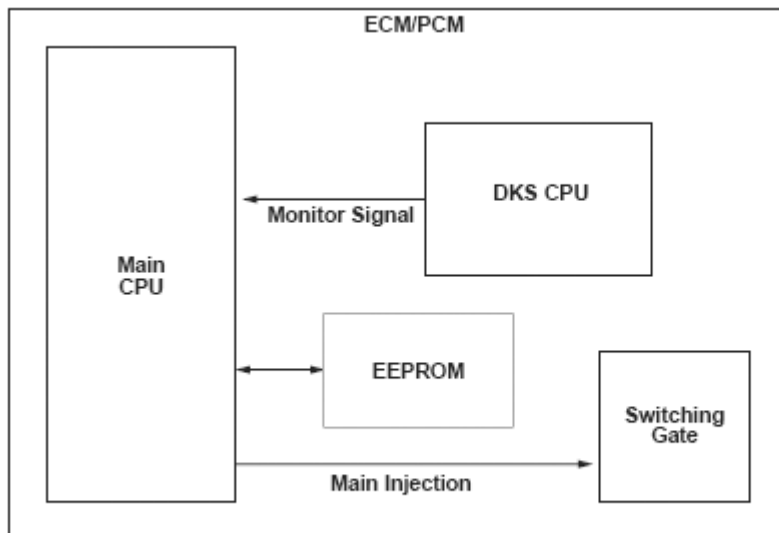 ECM/PCM
DKS CPU
Monitor Signal
Main
CPU
EEPROM
Switching
Gate
Main Injection